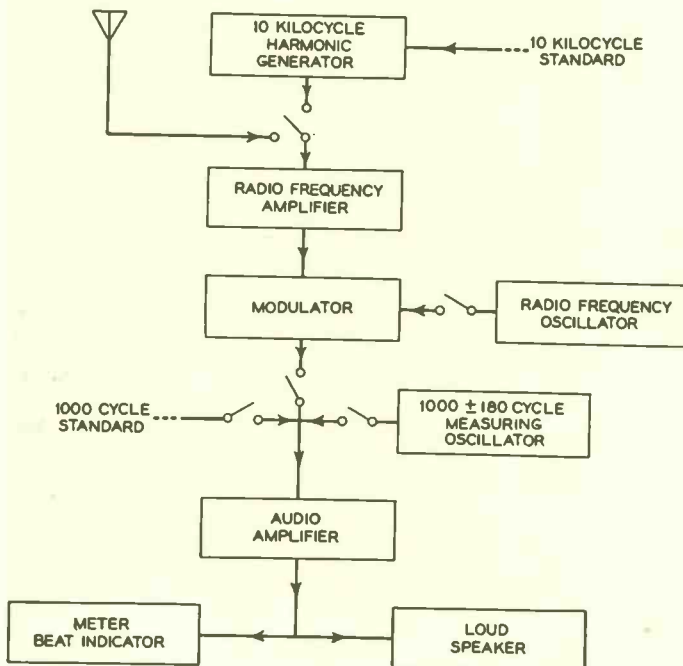 10 KILOCYCLE
HARMONIC
GENERATOR
10 KILOCYCLE
STANDARD
RADIO FREQUENCY
AMPLIFIER
MODULATOR
RADIO FREQUENCY
OSCILLATOR
1000 CYCLE
STANDARD
1000 ± 180 CYCLE
MEASURING
OSCILLATOR
AUDIO
AMPLIFIER
METER
BEAT INDICATOR
LOUD
SPEAKER